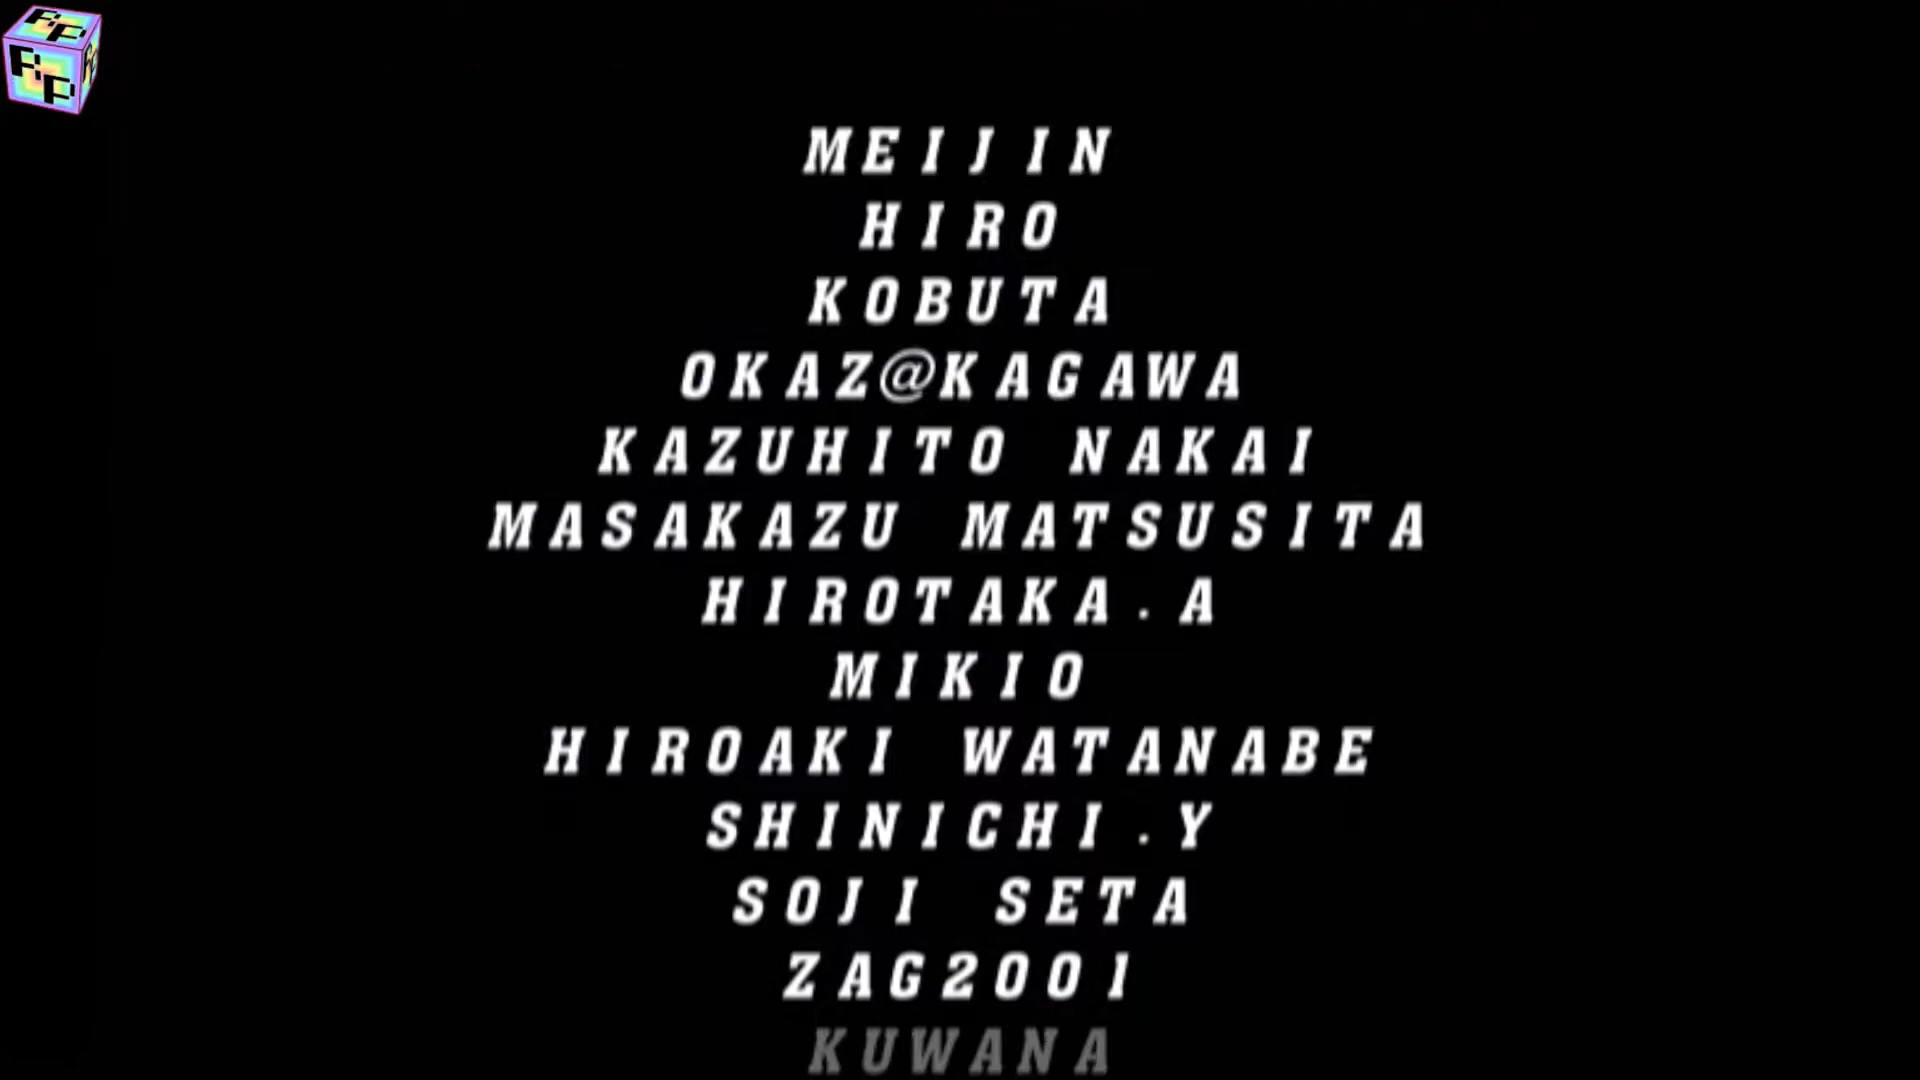 MEIJIN
HIRO
KOBUTA
OKAZ@KAGAWA
KAZUHITO NAKAI
MASAKAZU MATSUSITA
HIROTAKA.A
MIKIO
HIROAKI WATANABE
SHINICHI.Y
SOJI SETA
ZAG2001
KUWANA